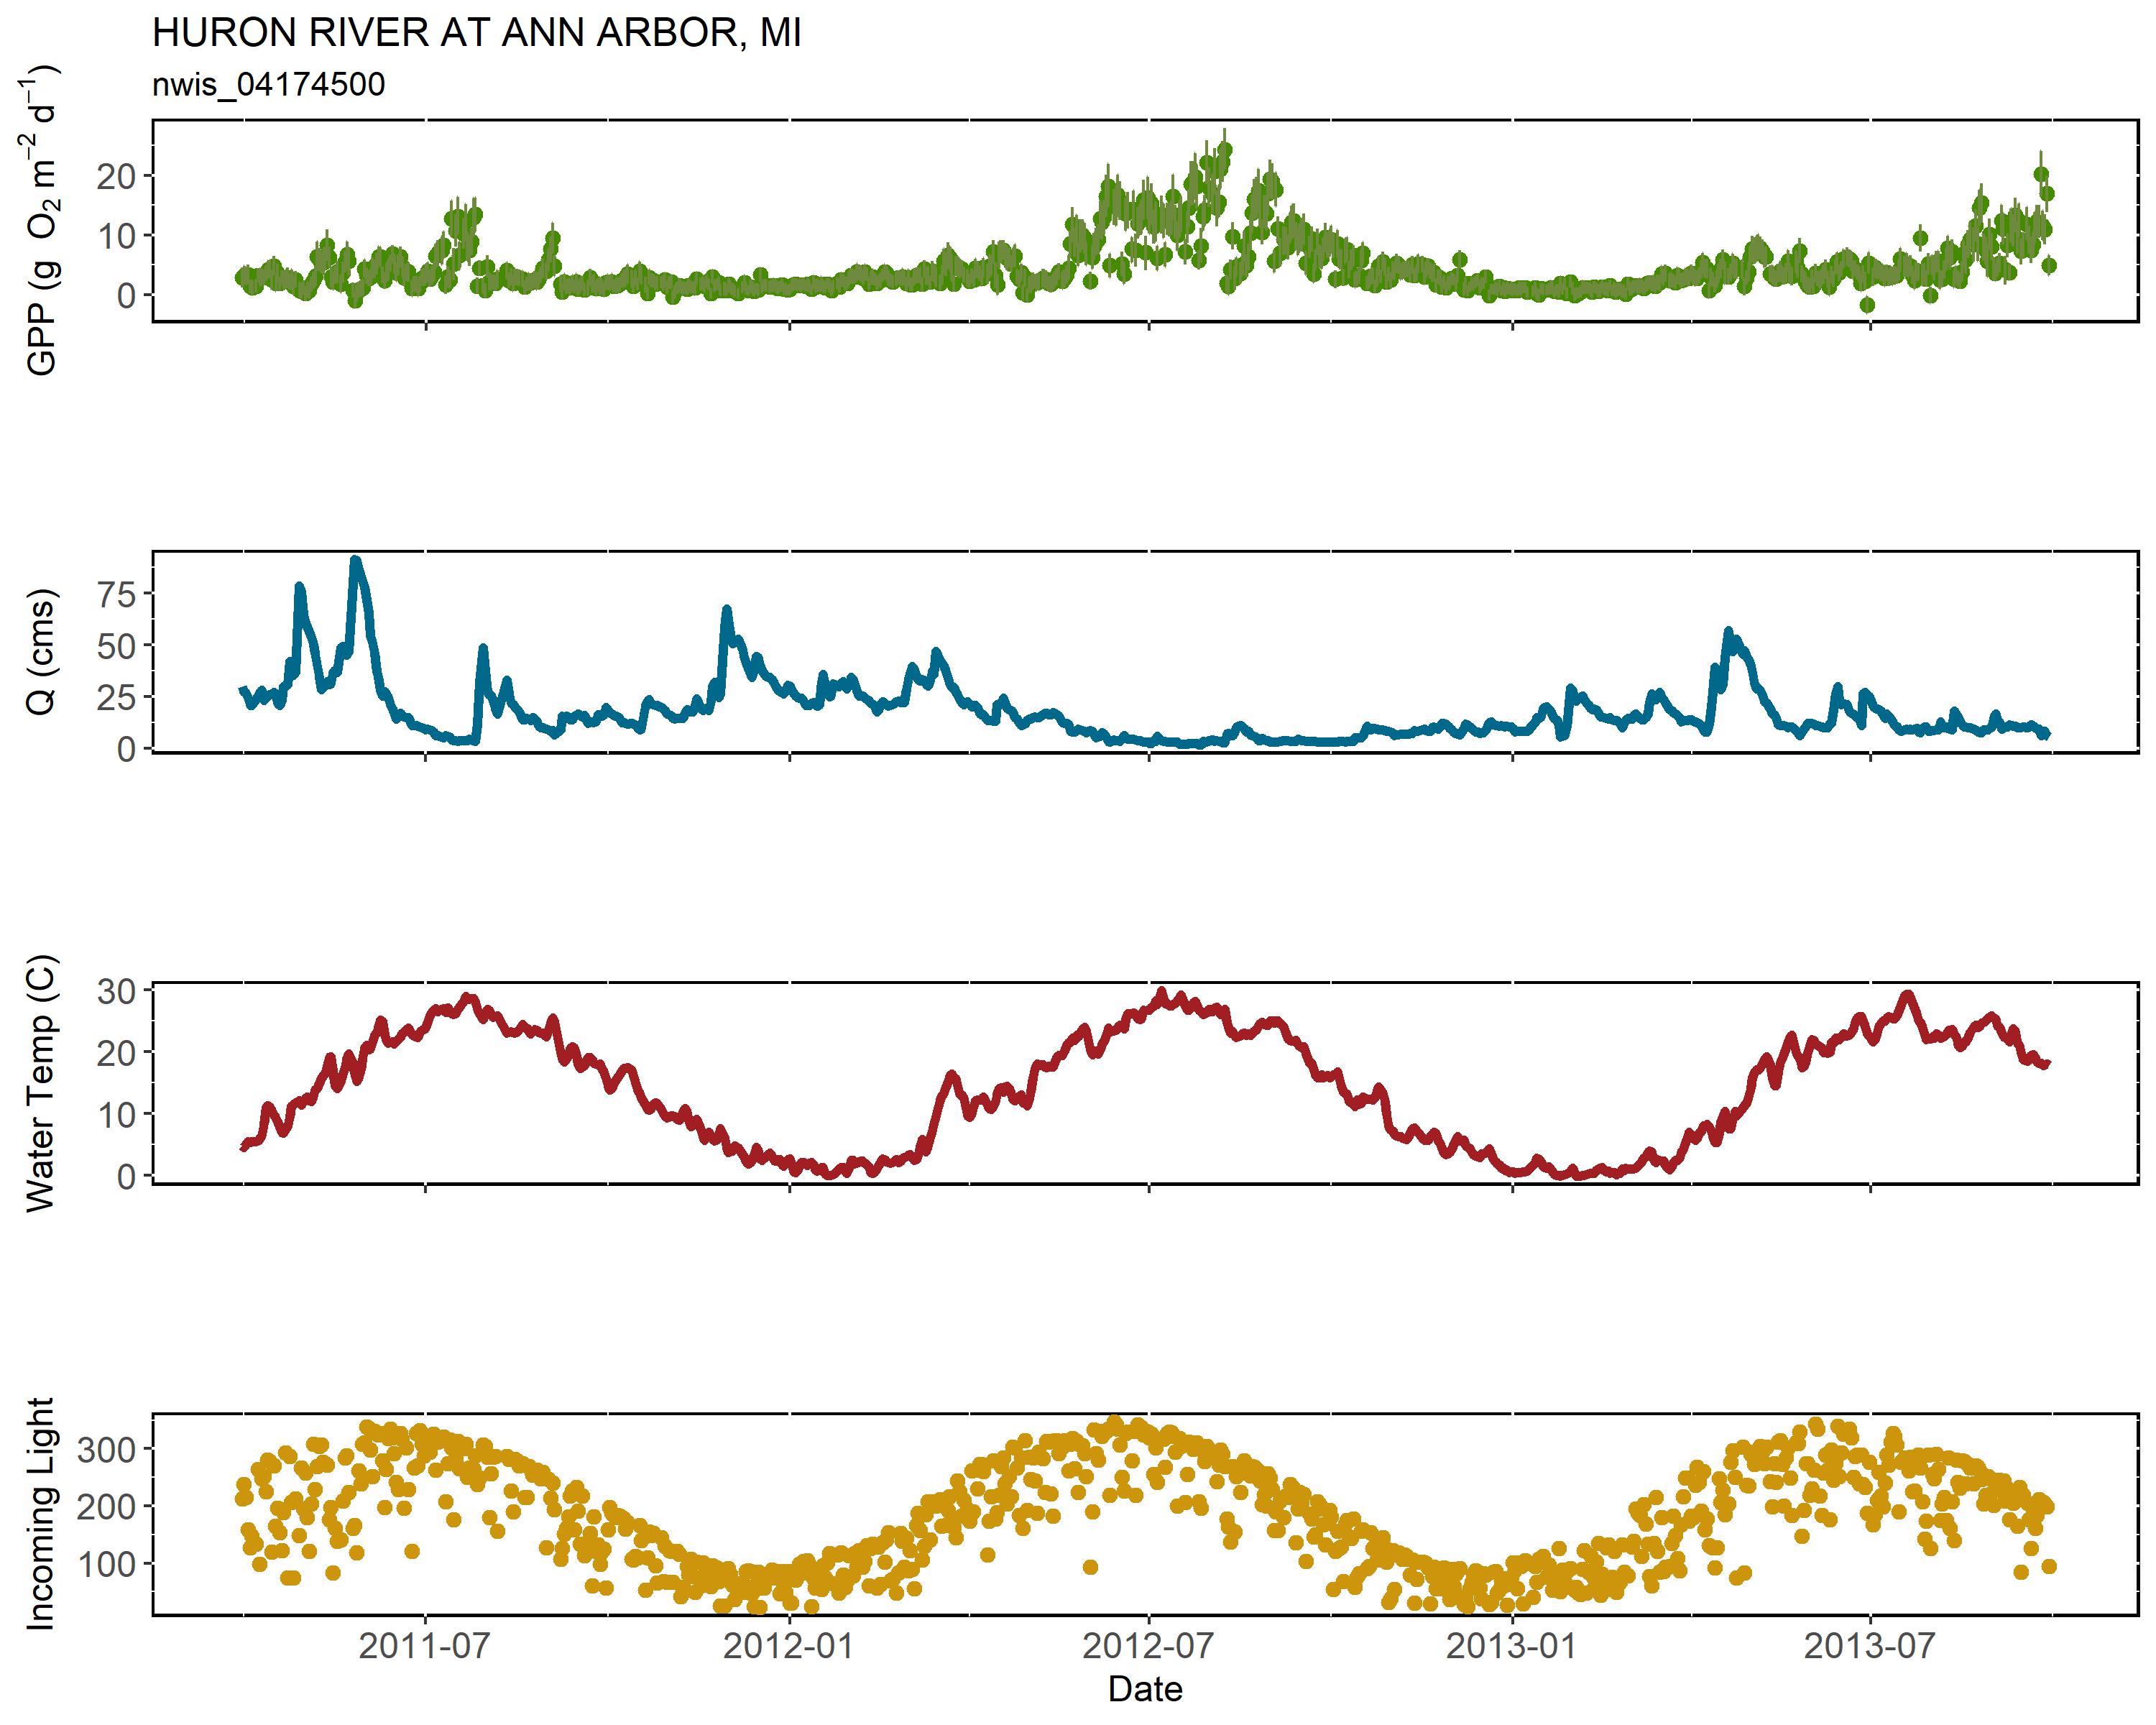 HURON RIVER AT ANN ARBOR, MI
nwis_04174500
GPP (g O₂ m⁻² d⁻¹)
20
10
0
Q (cms)
75
50
25
0
Water Temp (C)
30
20
10
0
Incoming Light
300
200
100
2011-07 2012-01 2012-07 2013-01 2013-07
Date